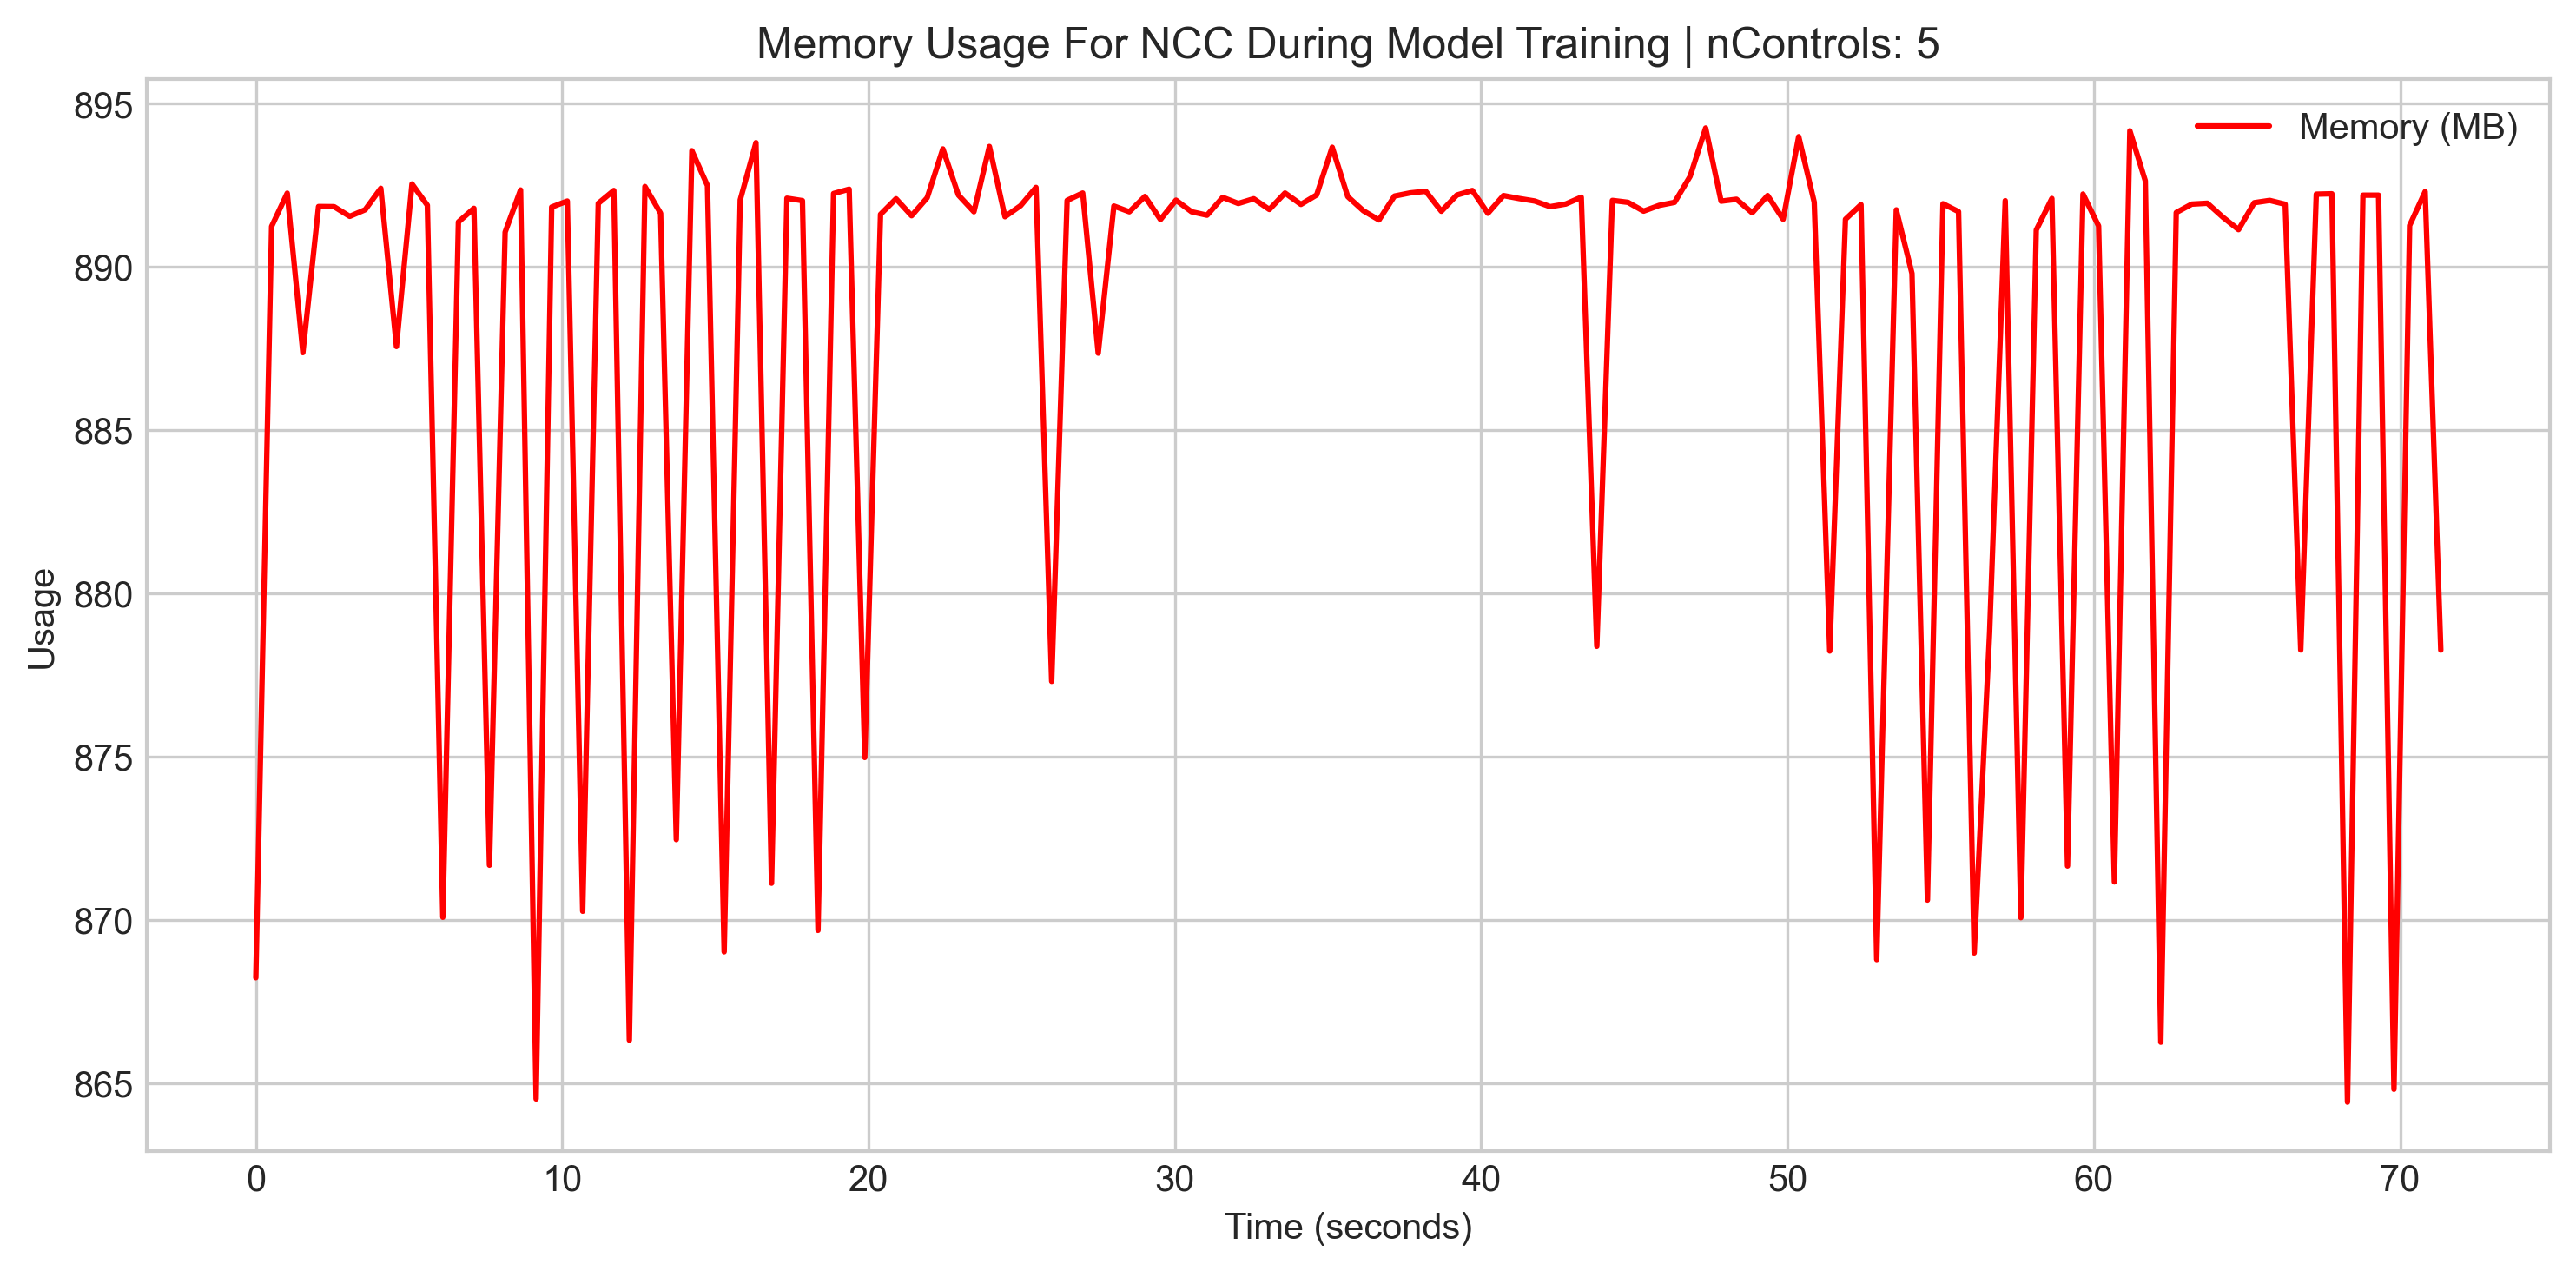 Memory Usage For NCC During Model Training | nControls: 5
Memory (MB)
895
890
885
880
875
870
865
Usage
0 10 20 30 40 50 60 70
Time (seconds)